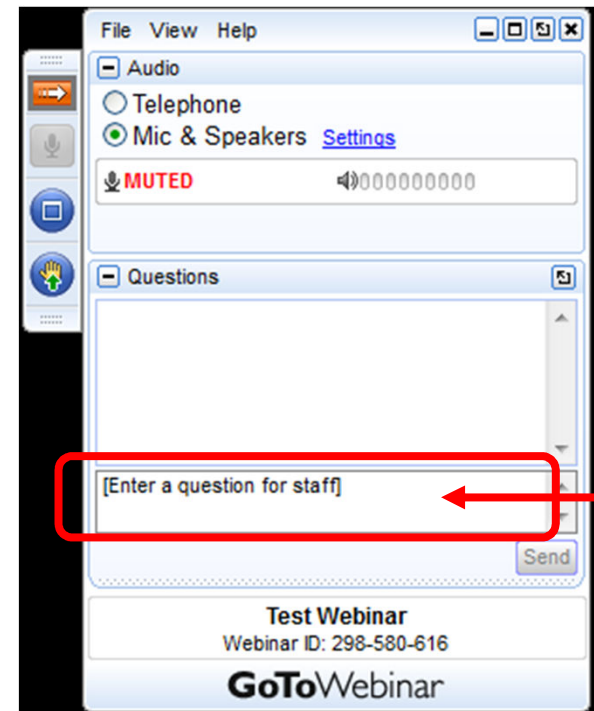 File View Help
Audio
Telephone
Mic & Speakers Settings
MUTED 000000000
Questions
[Enter a question for staff]
Send
Test Webinar
Webinar ID: 298-580-616
GoToWebinar